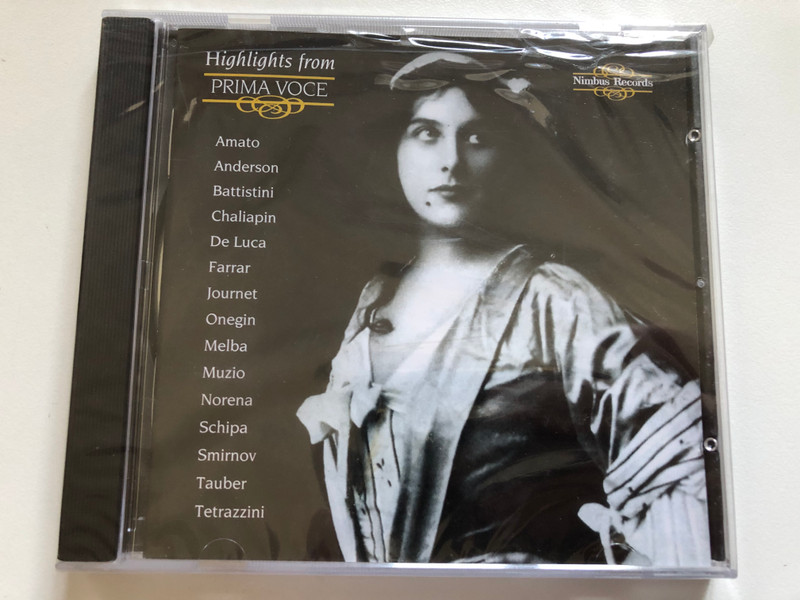 Highlights from
PRIMA VOCE
Nimbus Records
Amato
Anderson
Battistini
Chaliapin
De Luca
Farrar
Journet
Onegin
Melba
Muzio
Norena
Schipa
Smirnov
Tauber
Tetrazzini